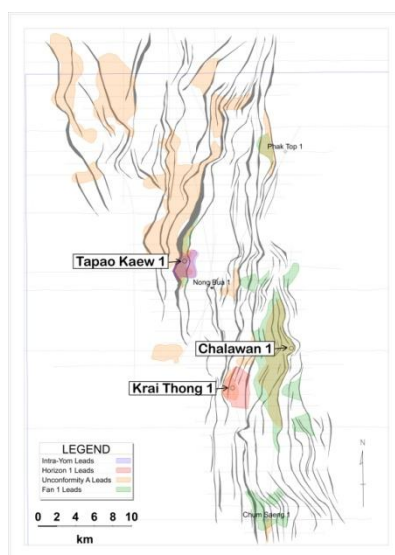 Phak Top 1
Tapao Kaew 1
Nong Bua 1
Chalawan 1
Krai Thong 1
LEGEND
Intra-Yom Leads
Horizon 1 Leads
Unconformity A Leads
Fan 1 Leads
N
0 2 4 6 8 10
km
Chum Saeng 1